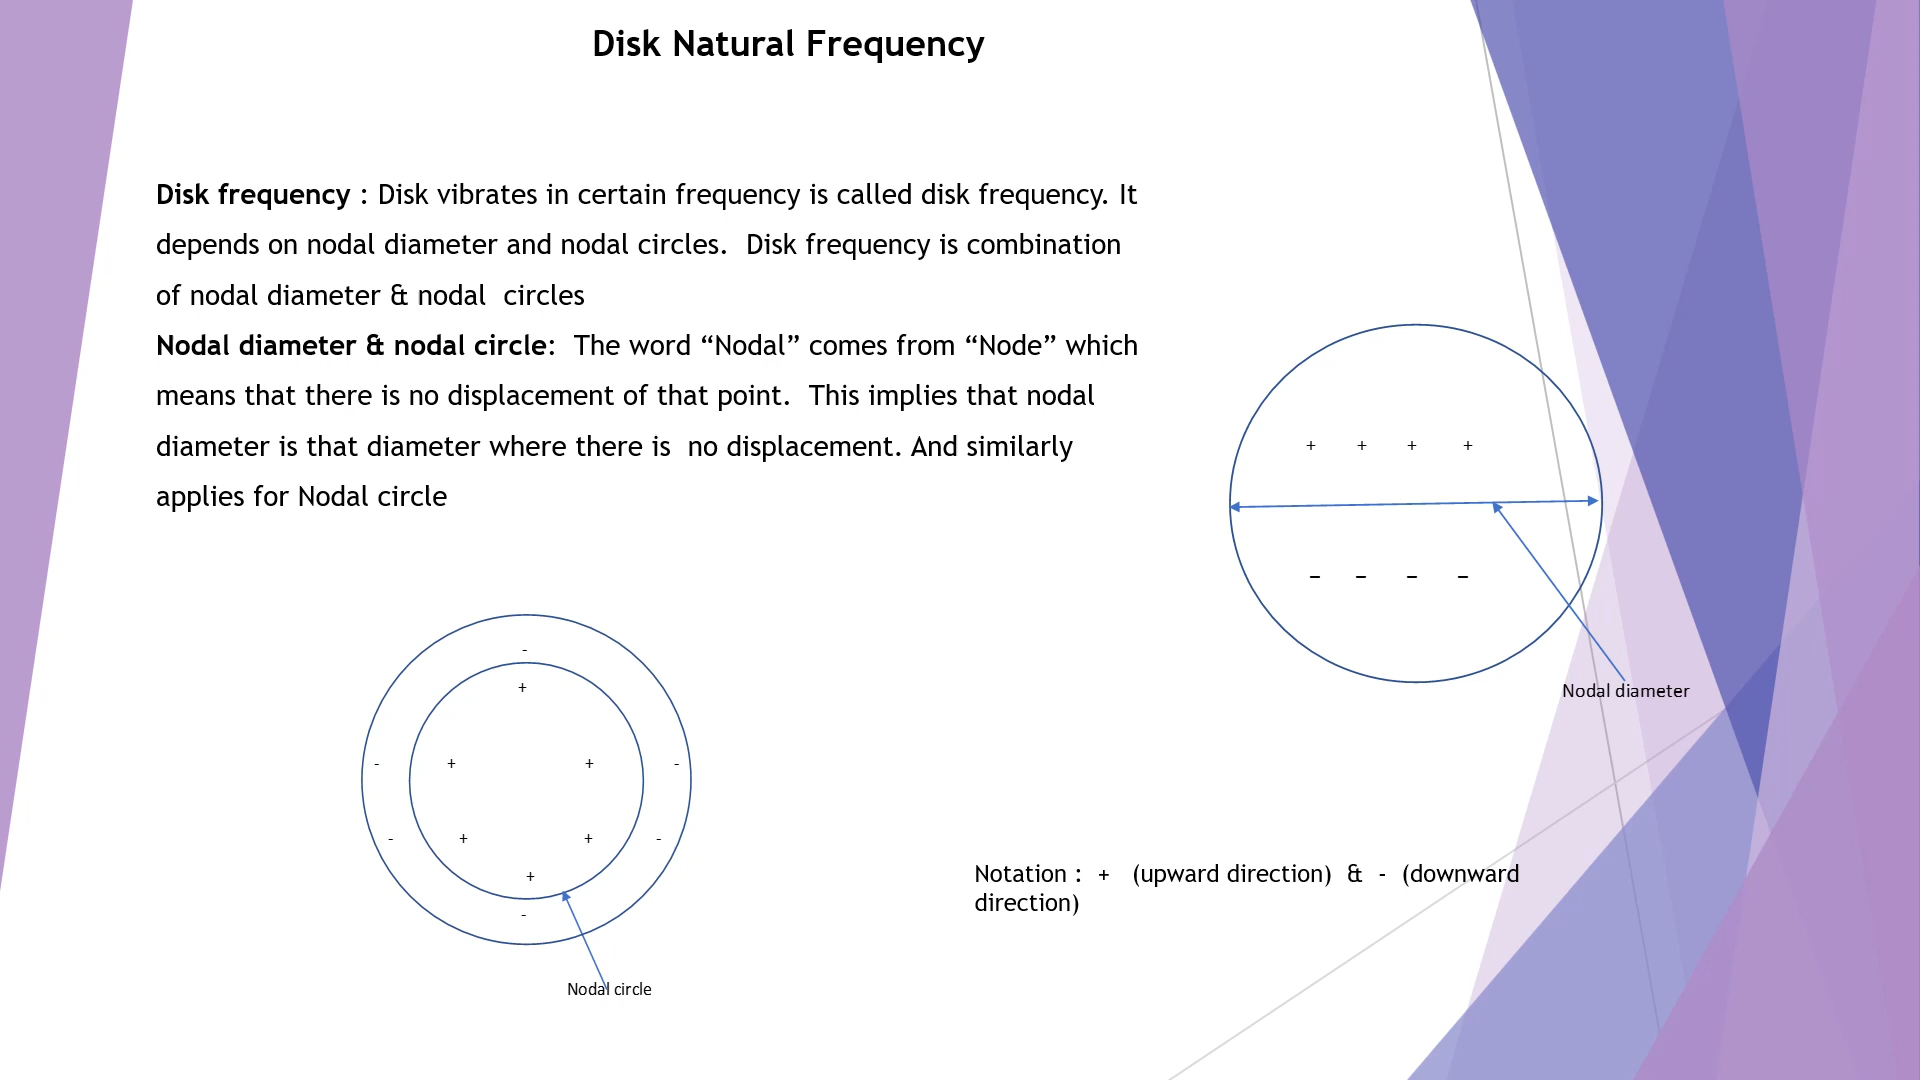 Disk Natural Frequency
Disk frequency : Disk vibrates in certain frequency is called disk frequency. It
depends on nodal diameter and nodal circles.  Disk frequency is combination
of nodal diameter & nodal  circles
Nodal diameter & nodal circle:  The word “Nodal” comes from “Node” which
means that there is no displacement of that point.  This implies that nodal
diameter is that diameter where there is  no displacement. And similarly
applies for Nodal circle
+ + + +
– – – –
Nodal diameter
-
+
- + + -
- + + -
+
-
Nodal circle
Notation :  +   (upward direction)  &  -  (downward
direction)